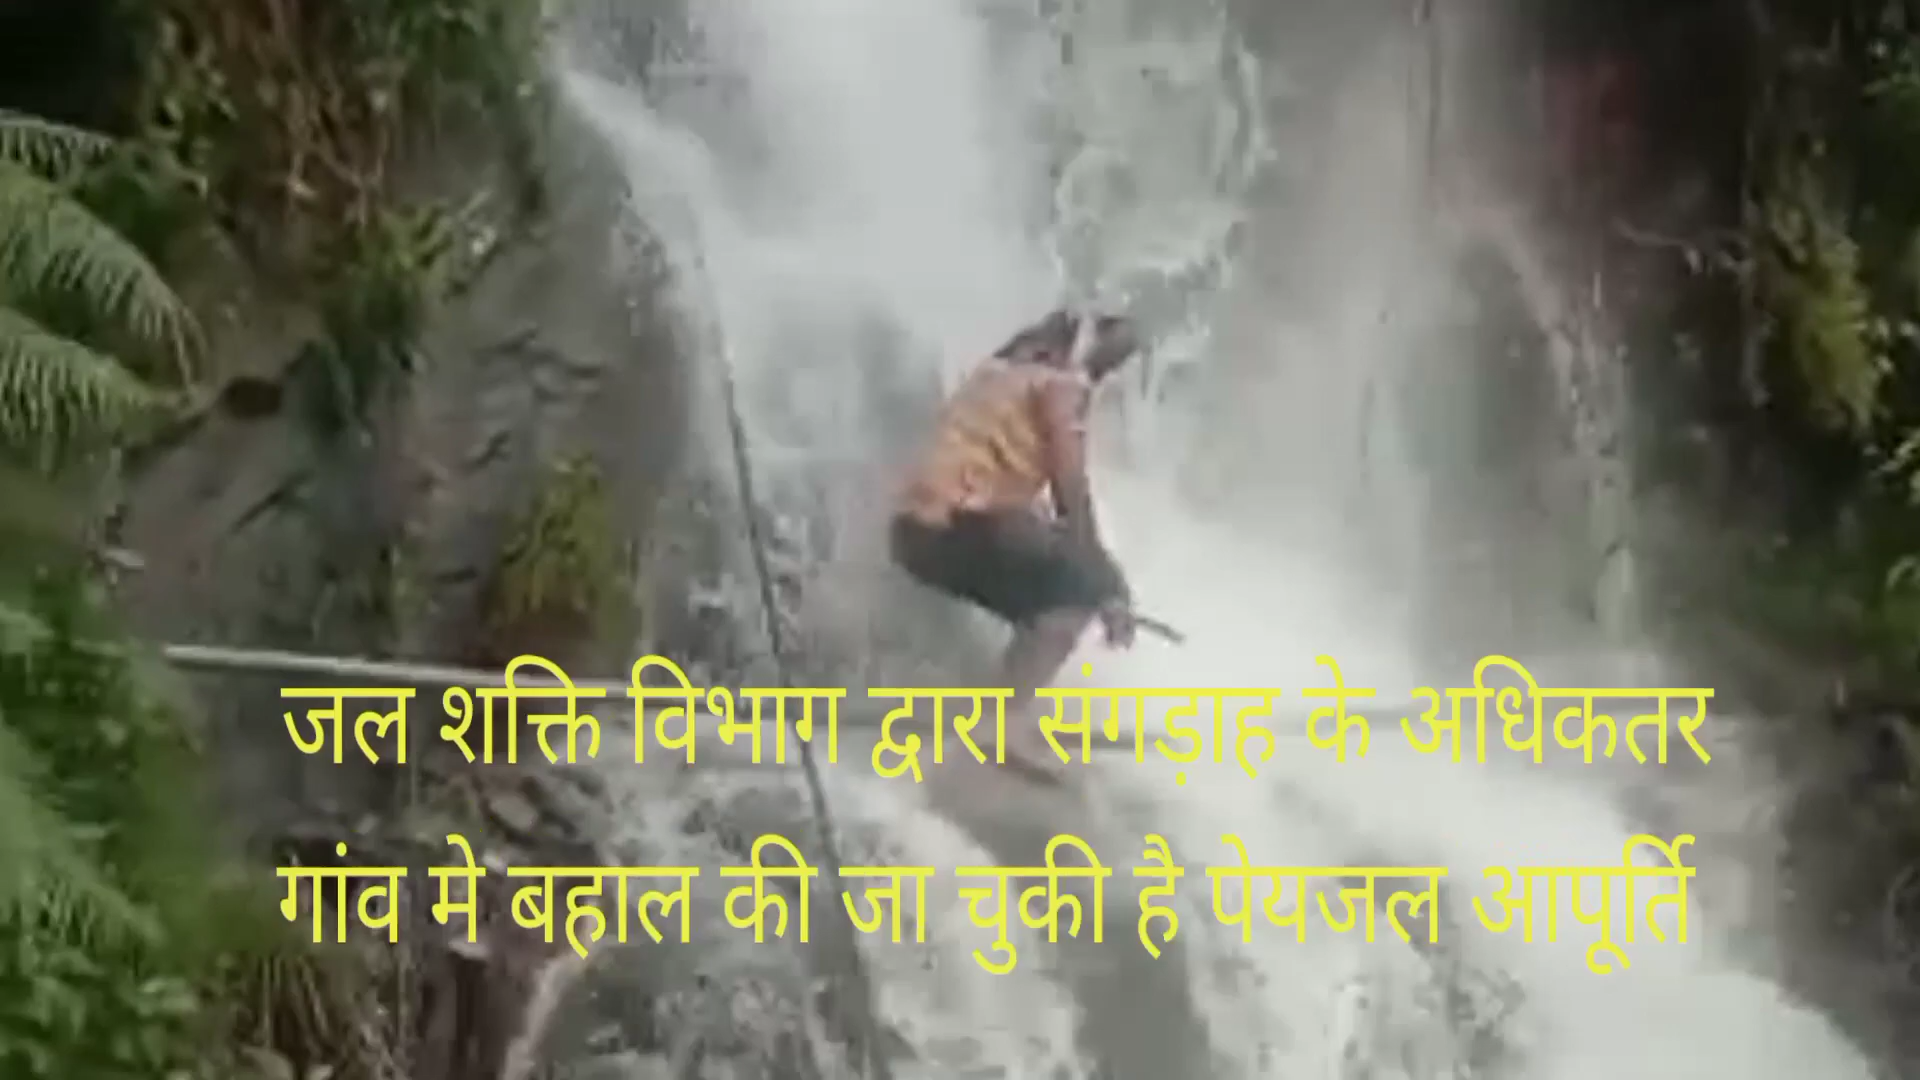 जल शक्ति विभाग द्वारा संगड़ाह के अधिकतर
गांव मे बहाल की जा चुकी है पेयजल आपूर्ति